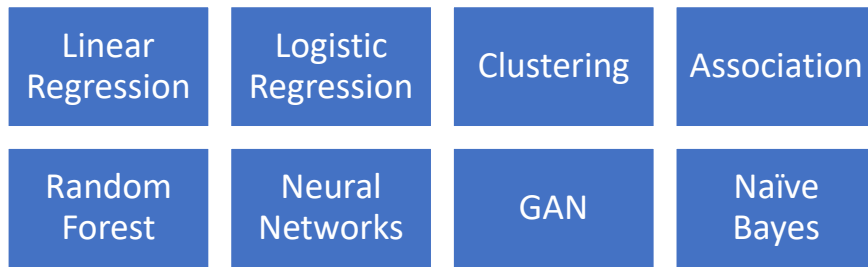 Linear
Regression
Logistic
Regression
Clustering
Association
Random
Forest
Neural
Networks
GAN
Naïve
Bayes